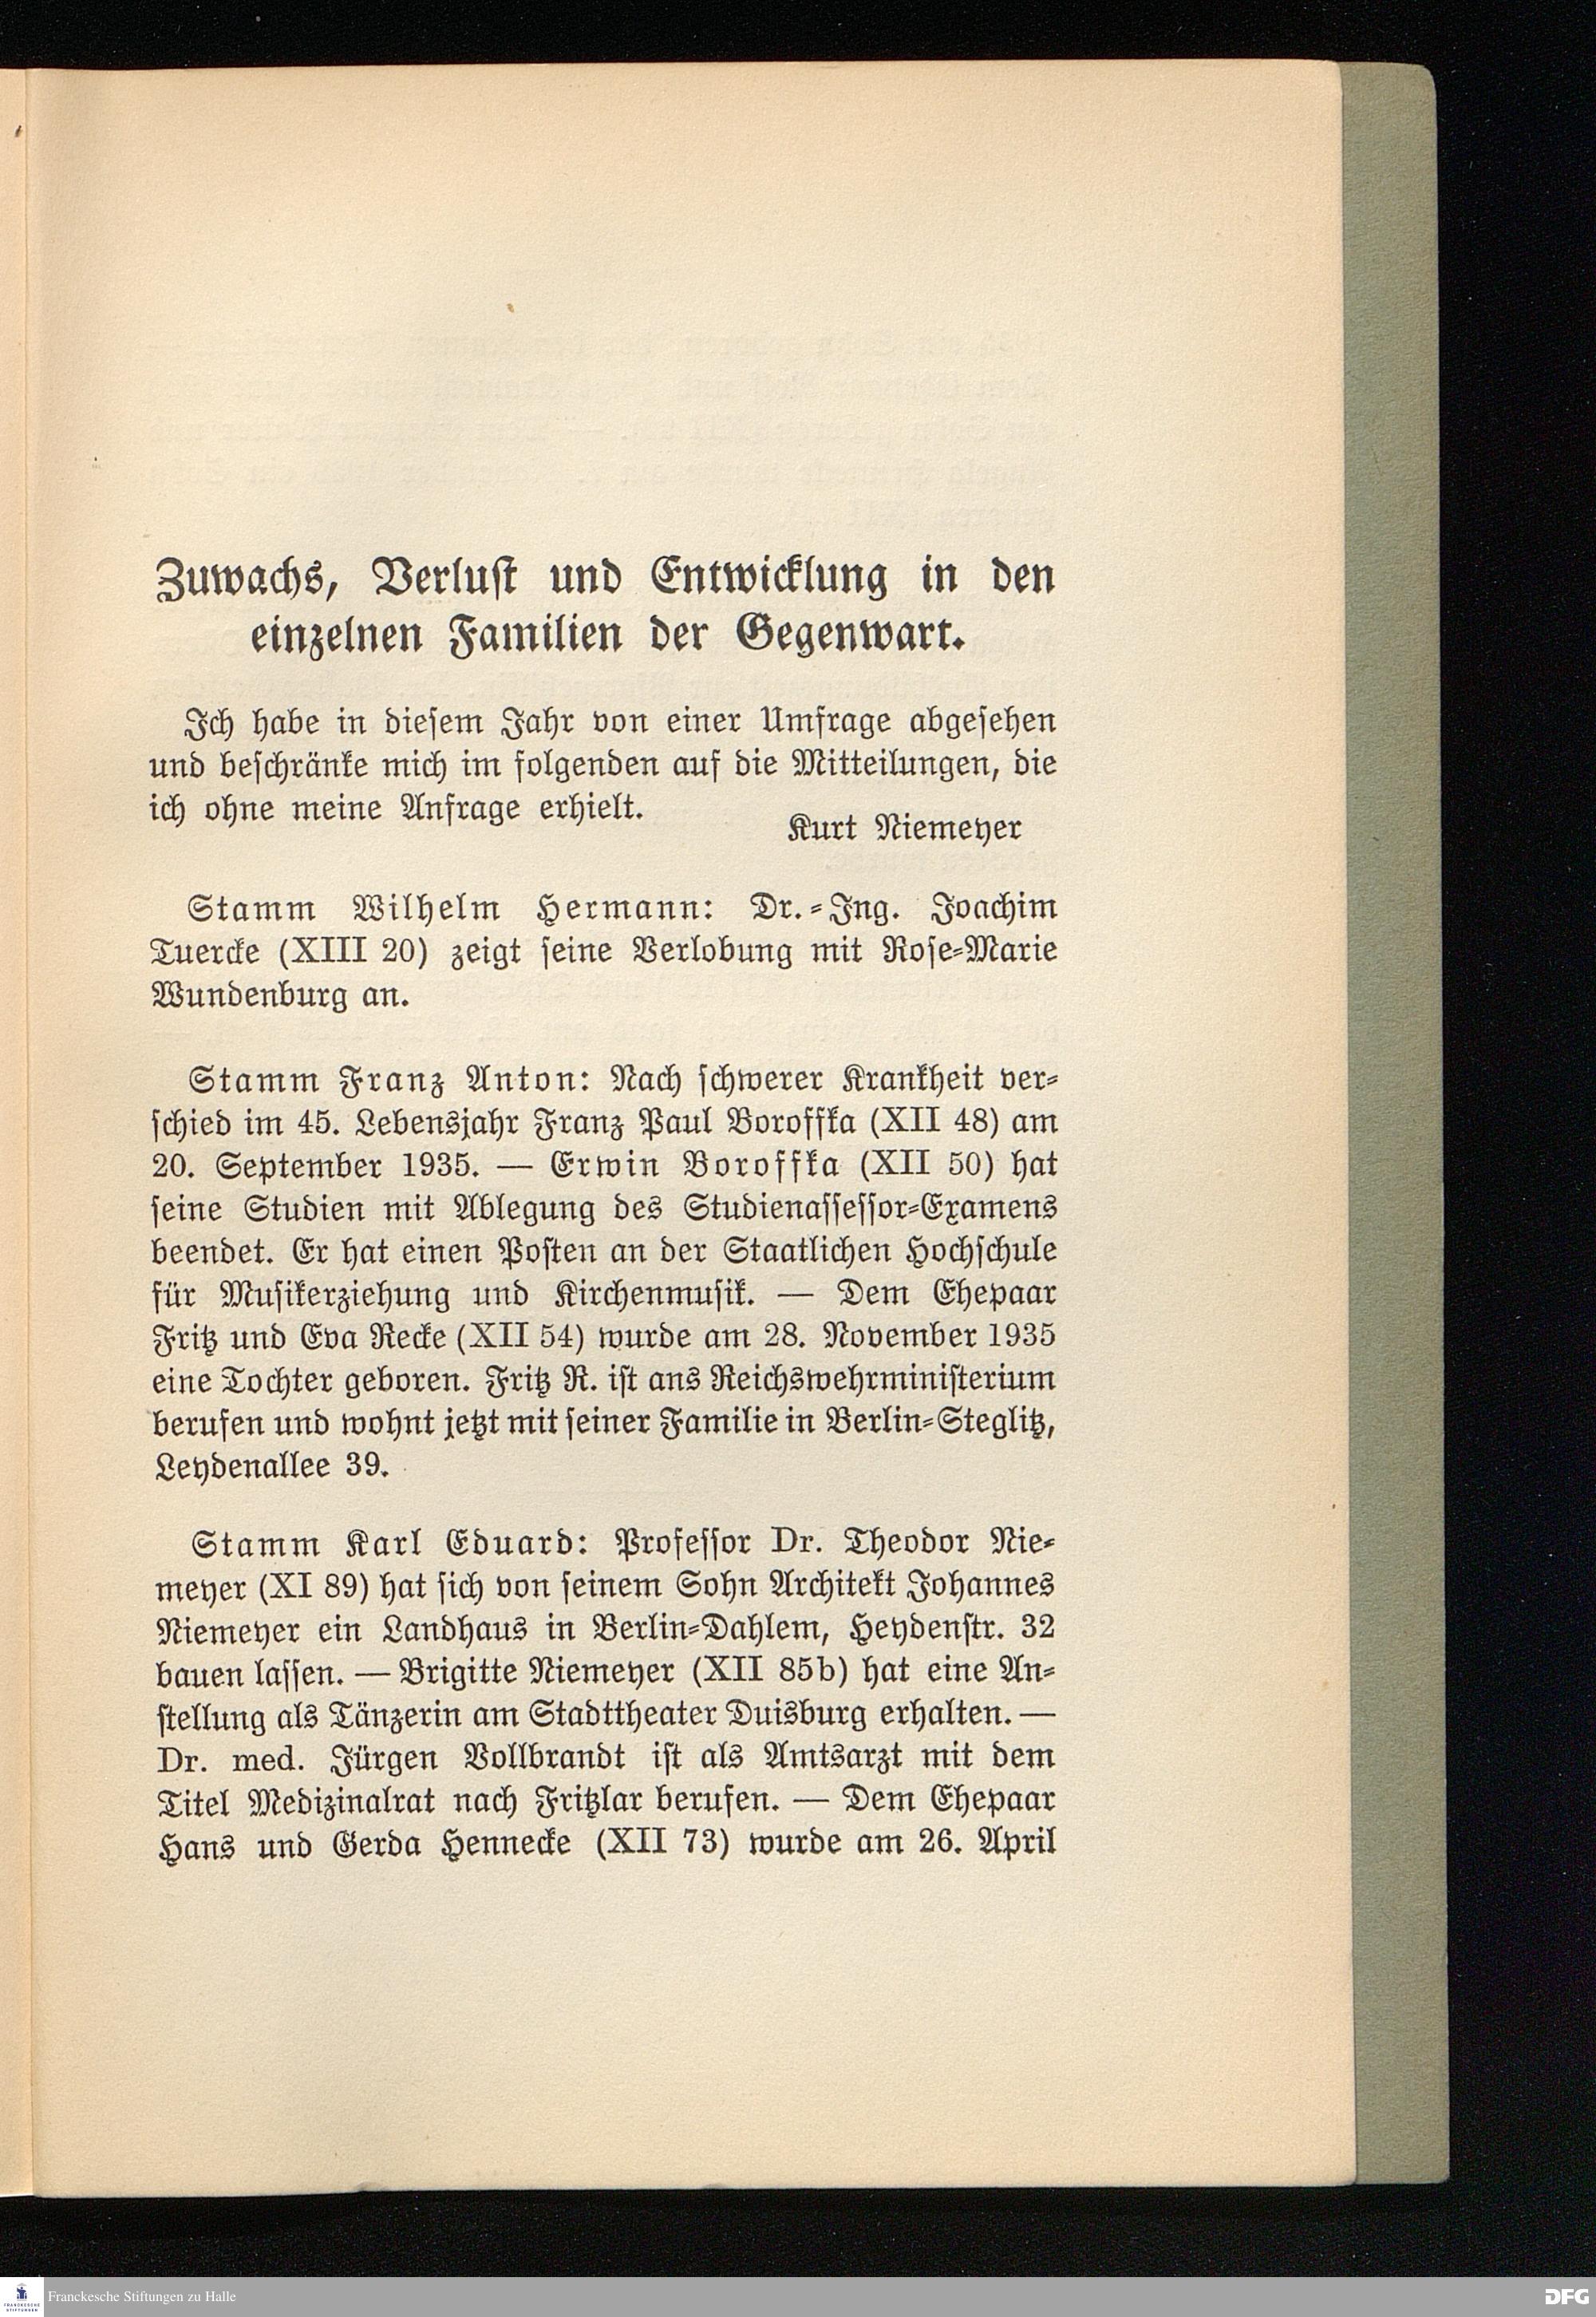 Zuwachs, Verlust und Entwicklung in den
einzelnen Familien der Gegenwart.
Ich habe in diesem Jahr von einer Umfrage abgesehen
und beschränke mich im folgenden auf die Mitteilungen, die
ich ohne meine Anfrage erhielt.
Kurt Niemeyer
Stamm Wilhelm Hermann: Dr.-Ing. Joachim
Tuercke (XIII 20) zeigt seine Verlobung mit Rose-Marie
Wundenburg an.
Stamm Franz Anton: Nach schwerer Krankheit ver-
schied im 45. Lebensjahr Franz Paul Boroffka (XII 48) am
20. September 1935. — Erwin Boroffka (XII 50) hat
seine Studien mit Ablegung des Studienassessor-Examens
beendet. Er hat einen Posten an der Staatlichen Hochschule
für Musikerziehung und Kirchenmusik. — Dem Ehepaar
Fritz und Eva Recke (XII 54) wurde am 28. November 1935
eine Tochter geboren. Fritz R. ist ans Reichswehrministerium
berufen und wohnt jetzt mit seiner Familie in Berlin-Steglitz,
Leydenallee 39.
Stamm Karl Eduard: Professor Dr. Theodor Nie-
meyer (XI 89) hat sich von seinem Sohn Architekt Johannes
Niemeyer ein Landhaus in Berlin-Dahlem, Heydenstr. 32
bauen lassen. — Brigitte Niemeyer (XII 85b) hat eine An-
stellung als Tänzerin am Stadttheater Duisburg erhalten. —
Dr. med. Jürgen Vollbrandt ist als Amtsarzt mit dem
Titel Medizinalrat nach Fritzlar berufen. — Dem Ehepaar
Hans und Gerda Hennecke (XII 73) wurde am 26. April
FRANCKESCHE
STIFTUNGEN
Franckesche Stiftungen zu Halle
DFG